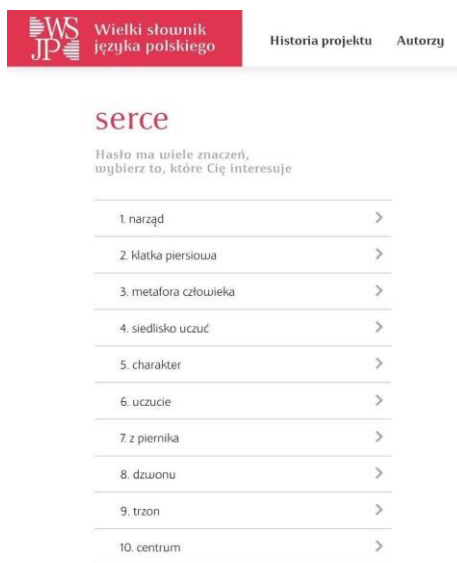 WSJP Wielki słownik języka polskiego
Historia projektu Autorzy
serce
Hasło ma wiele znaczeń,
wybierz to, które Cię interesuje
1. narząd
2. klatka piersiowa
3. metafora człowieka
4. siedlisko uczuć
5. charakter
6. uczucie
7. z piernika
8. dzwonu
9. trzon
10. centrum